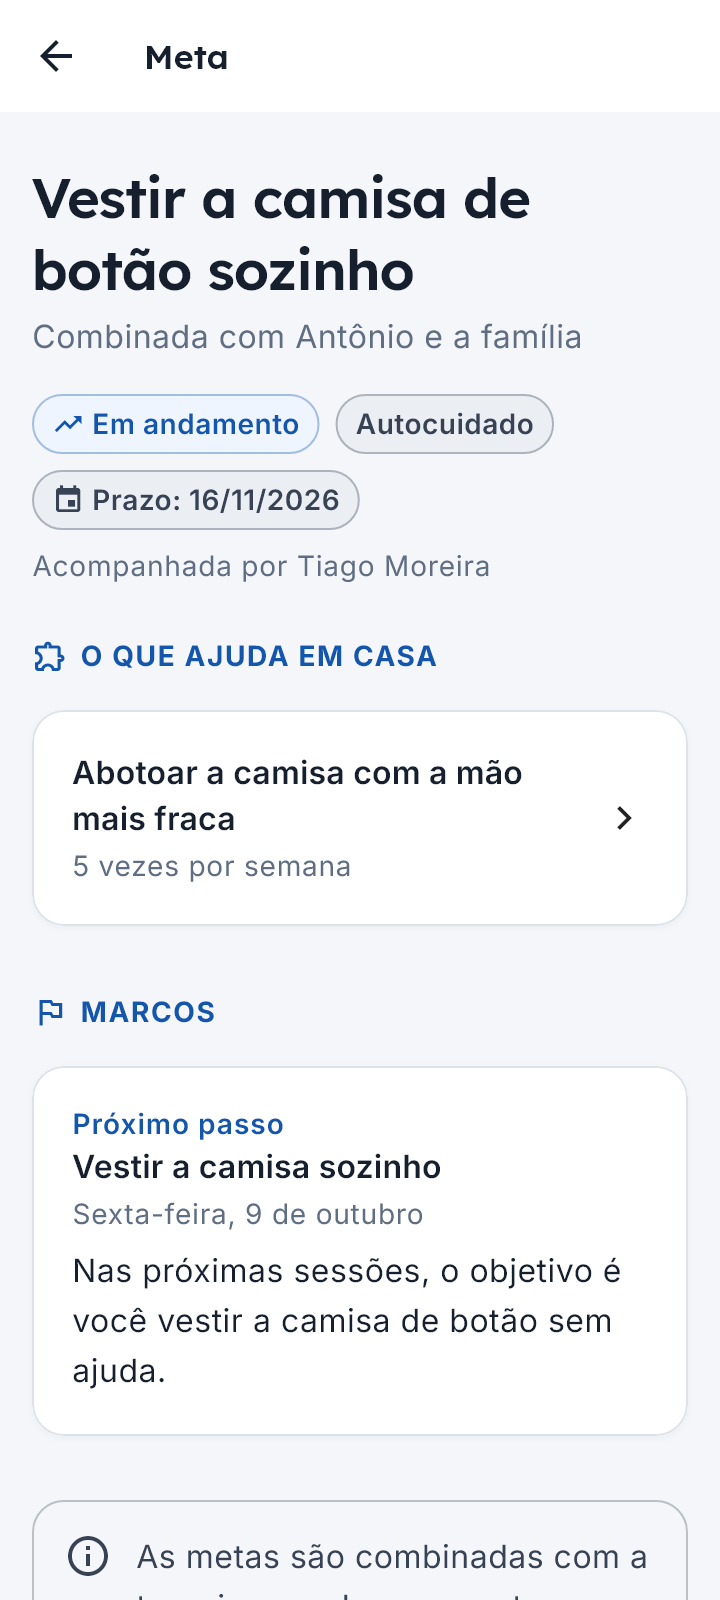 Meta
Vestir a camisa de
botão sozinho
Combinada com Antônio e a família
Em andamento
Autocuidado
Prazo: 16/11/2026
Acompanhada por Tiago Moreira
O QUE AJUDA EM CASA
Abotoar a camisa com a mão
mais fraca
5 vezes por semana
MARCOS
Próximo passo
Vestir a camisa sozinho
Sexta-feira, 9 de outubro
Nas próximas sessões, o objetivo é
você vestir a camisa de botão sem
ajuda.
As metas são combinadas com a